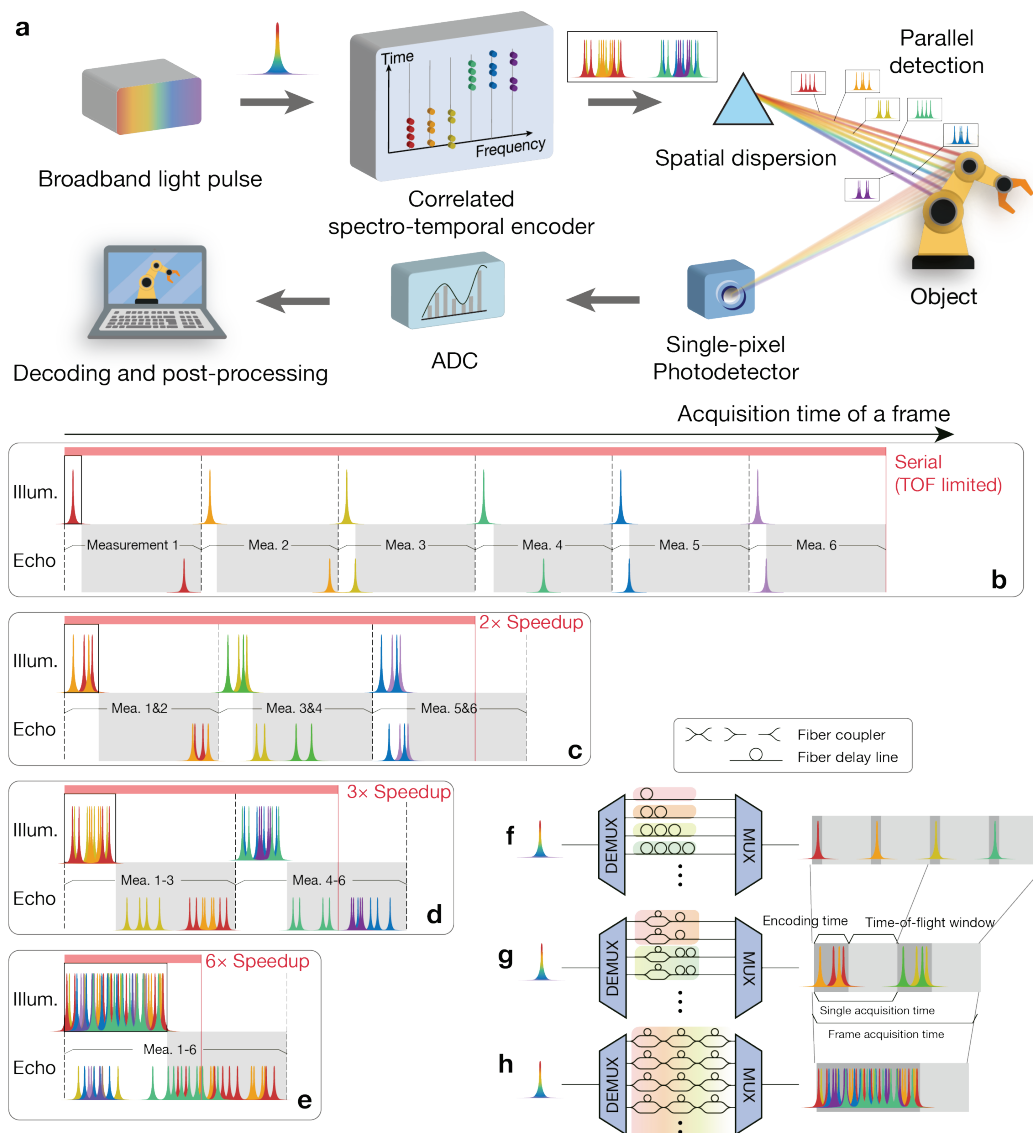 a
Broadband light pulse
Time
Frequency
Correlated
spectro-temporal encoder
Spatial dispersion
Parallel
detection
Object
Single-pixel
Photodetector
ADC
Decoding and post-processing
Acquisition time of a frame
Illum.
Echo
Measurement 1
Mea. 2
Mea. 3
Mea. 4
Mea. 5
Mea. 6
Serial
(TOF limited)
b
2× Speedup
Illum.
Echo
Mea. 1&2
Mea. 3&4
Mea. 5&6
c
3× Speedup
Illum.
Echo
Mea. 1-3
Mea. 4-6
d
6× Speedup
Illum.
Echo
Mea. 1-6
e
Fiber coupler
Fiber delay line
f
DEMUX
MUX
g
DEMUX
MUX
Encoding time
Time-of-flight window
Single acquisition time
Frame acquisition time
h
DEMUX
MUX